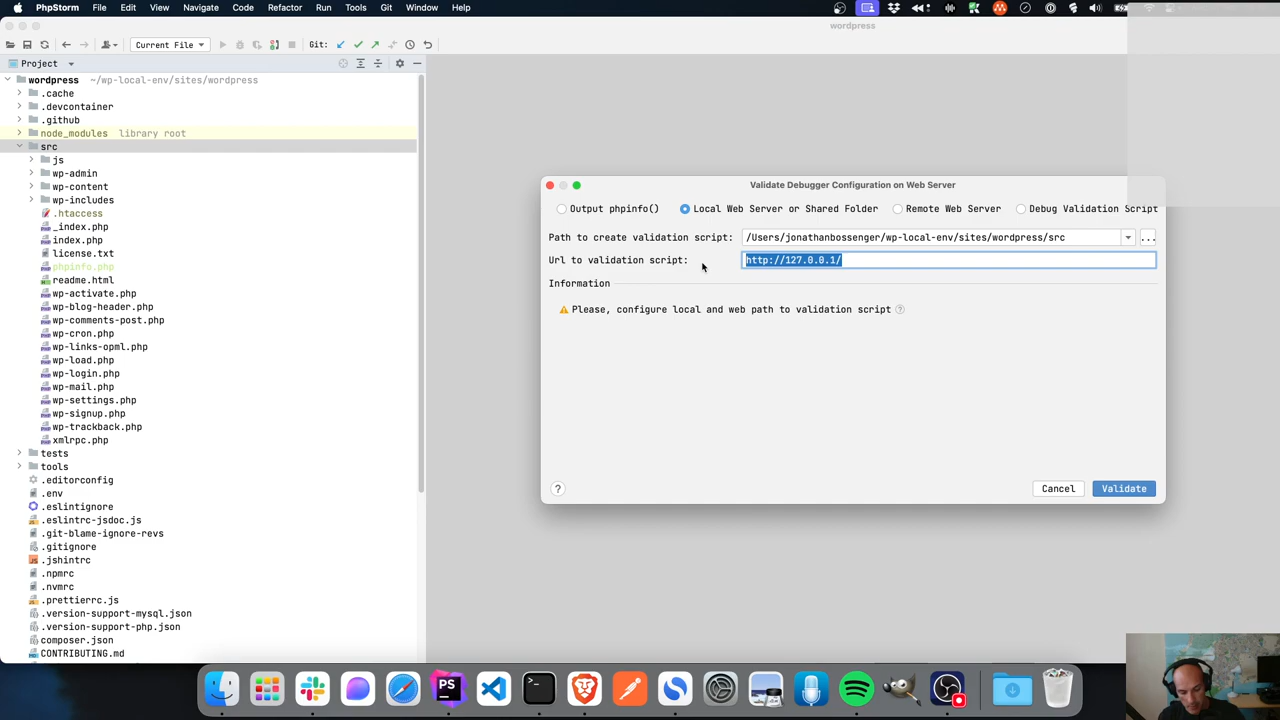 PhpStorm File Edit View Navigate Code Refactor Run Tools Git Window Help
wordpress
Current File Git:
Project
wordpress ~/wp-local-env/sites/wordpress
.cache
.devcontainer
.github
node_modules library root
src
js
wp-admin
wp-content
wp-includes
.htaccess
_index.php
index.php
license.txt
phpinfo.php
readme.html
wp-activate.php
wp-blog-header.php
wp-comments-post.php
wp-cron.php
wp-links-opml.php
wp-load.php
wp-login.php
wp-mail.php
wp-settings.php
wp-signup.php
wp-trackback.php
xmlrpc.php
tests
tools
.editorconfig
.env
.eslintignore
.eslintrc-jsdoc.js
.git-blame-ignore-revs
.gitignore
.jshintrc
.npmrc
.nvmrc
.prettierrc.js
.version-support-mysql.json
.version-support-php.json
composer.json
CONTRIBUTING.md
Validate Debugger Configuration on Web Server
Output phpinfo() Local Web Server or Shared Folder Remote Web Server Debug Validation Script
Path to create validation script: /Users/jonathanbossenger/wp-local-env/sites/wordpress/src ...
Url to validation script: http://127.0.0.1/
Information
Please, configure local and web path to validation script ?
? Cancel Validate
PS